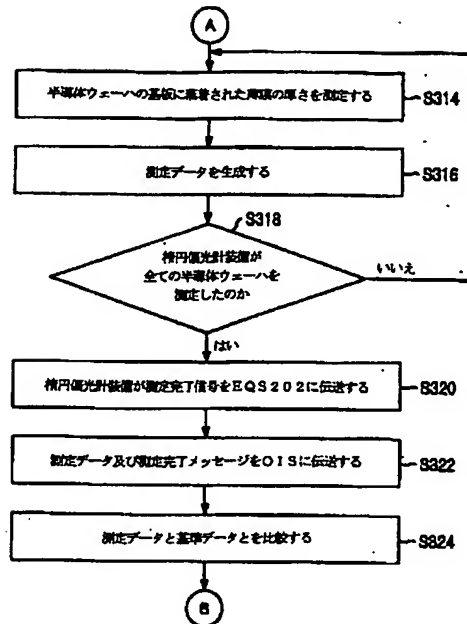 A
半導体ウェーハの基板に蒸着された薄膜の厚さを測定する
S314
測定データを生成する
S316
S318
楕円偏光計装置が
全ての半導体ウェーハを
測定したのか
いいえ
はい
楕円偏光計装置が測定完了信号をEQS202に伝送する
S320
測定データ及び測定完了メッセージをOISに伝送する
S322
測定データと基準データとを比較する
S324
B